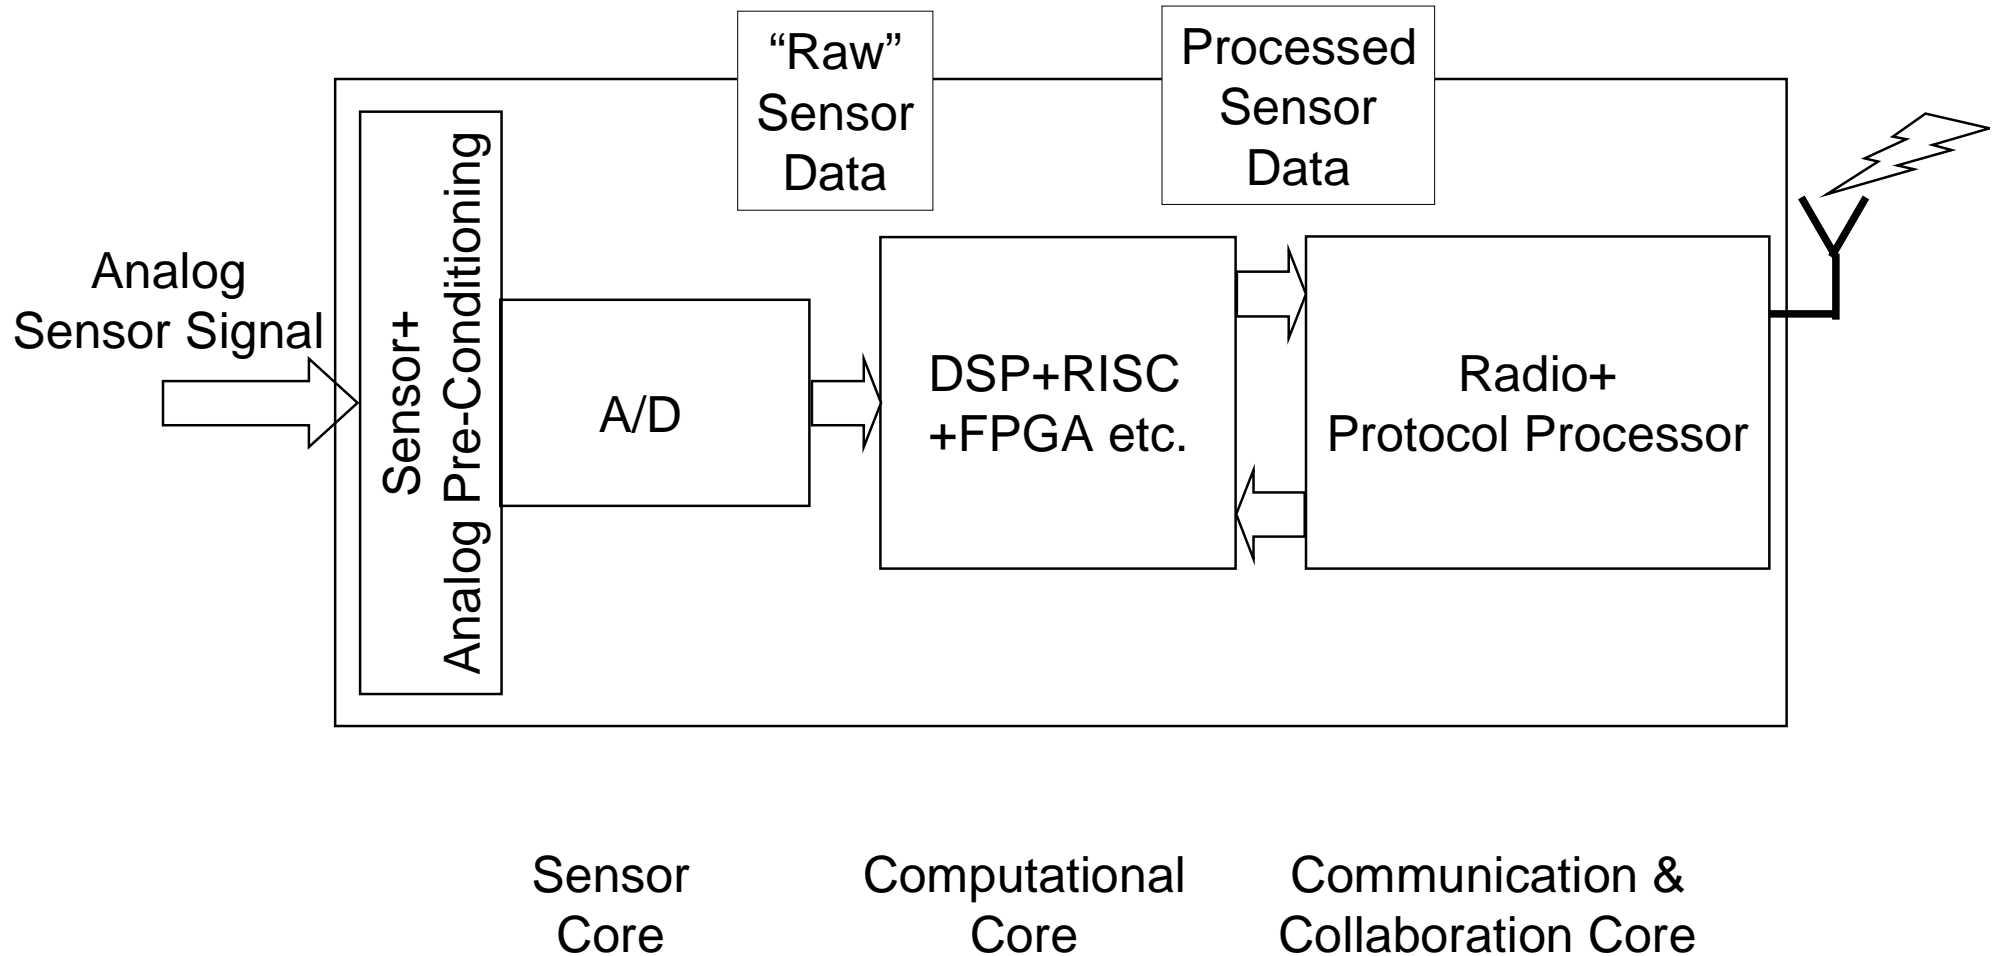 “Raw”
Sensor
Data
Processed
Sensor
Data
Analog
Sensor Signal
Sensor+
Analog Pre-Conditioning
A/D
DSP+RISC
+FPGA etc.
Radio+
Protocol Processor
Sensor
Core
Computational
Core
Communication &
Collaboration Core